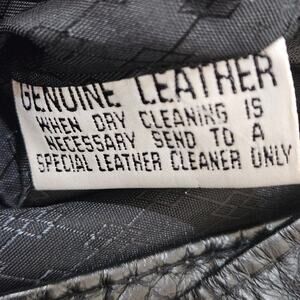 GENUINE LEATHER
WHEN DRY CLEANING IS
NECESSARY SEND TO A
SPECIAL LEATHER CLEANER ONLY